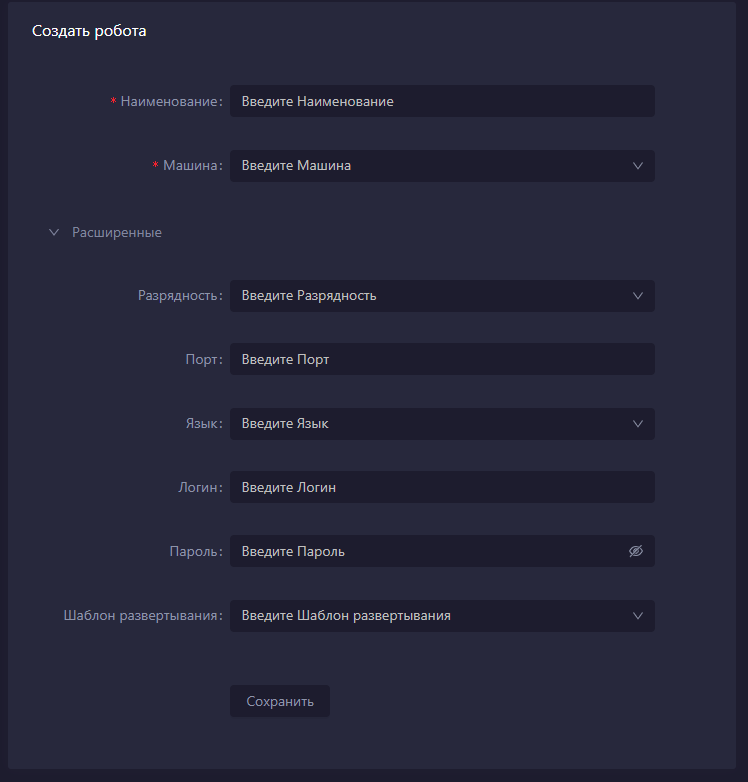 Создать робота
* Наименование: Введите Наименование
* Машина: Введите Машина
Расширенные
Разрядность: Введите Разрядность
Порт: Введите Порт
Язык: Введите Язык
Логин: Введите Логин
Пароль: Введите Пароль
Шаблон развертывания: Введите Шаблон развертывания
Сохранить